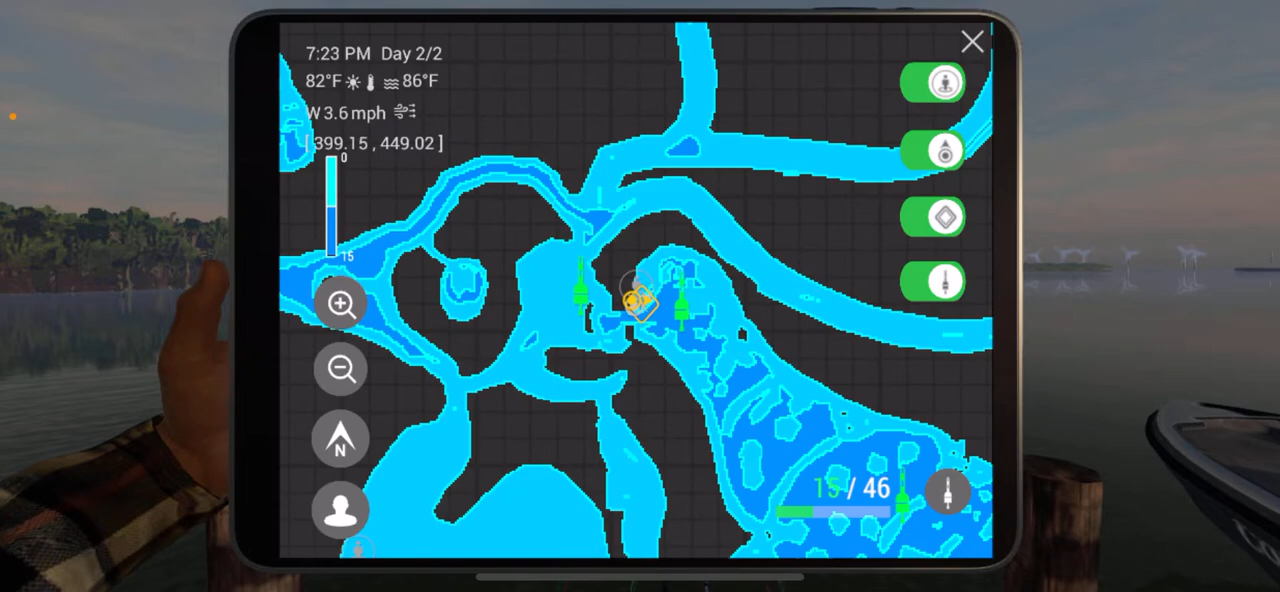 7:23 PM Day 2/2
82°F 86°F
W 3.6 mph
[ 399.15 , 449.02 ]
0
15
N
15 / 46